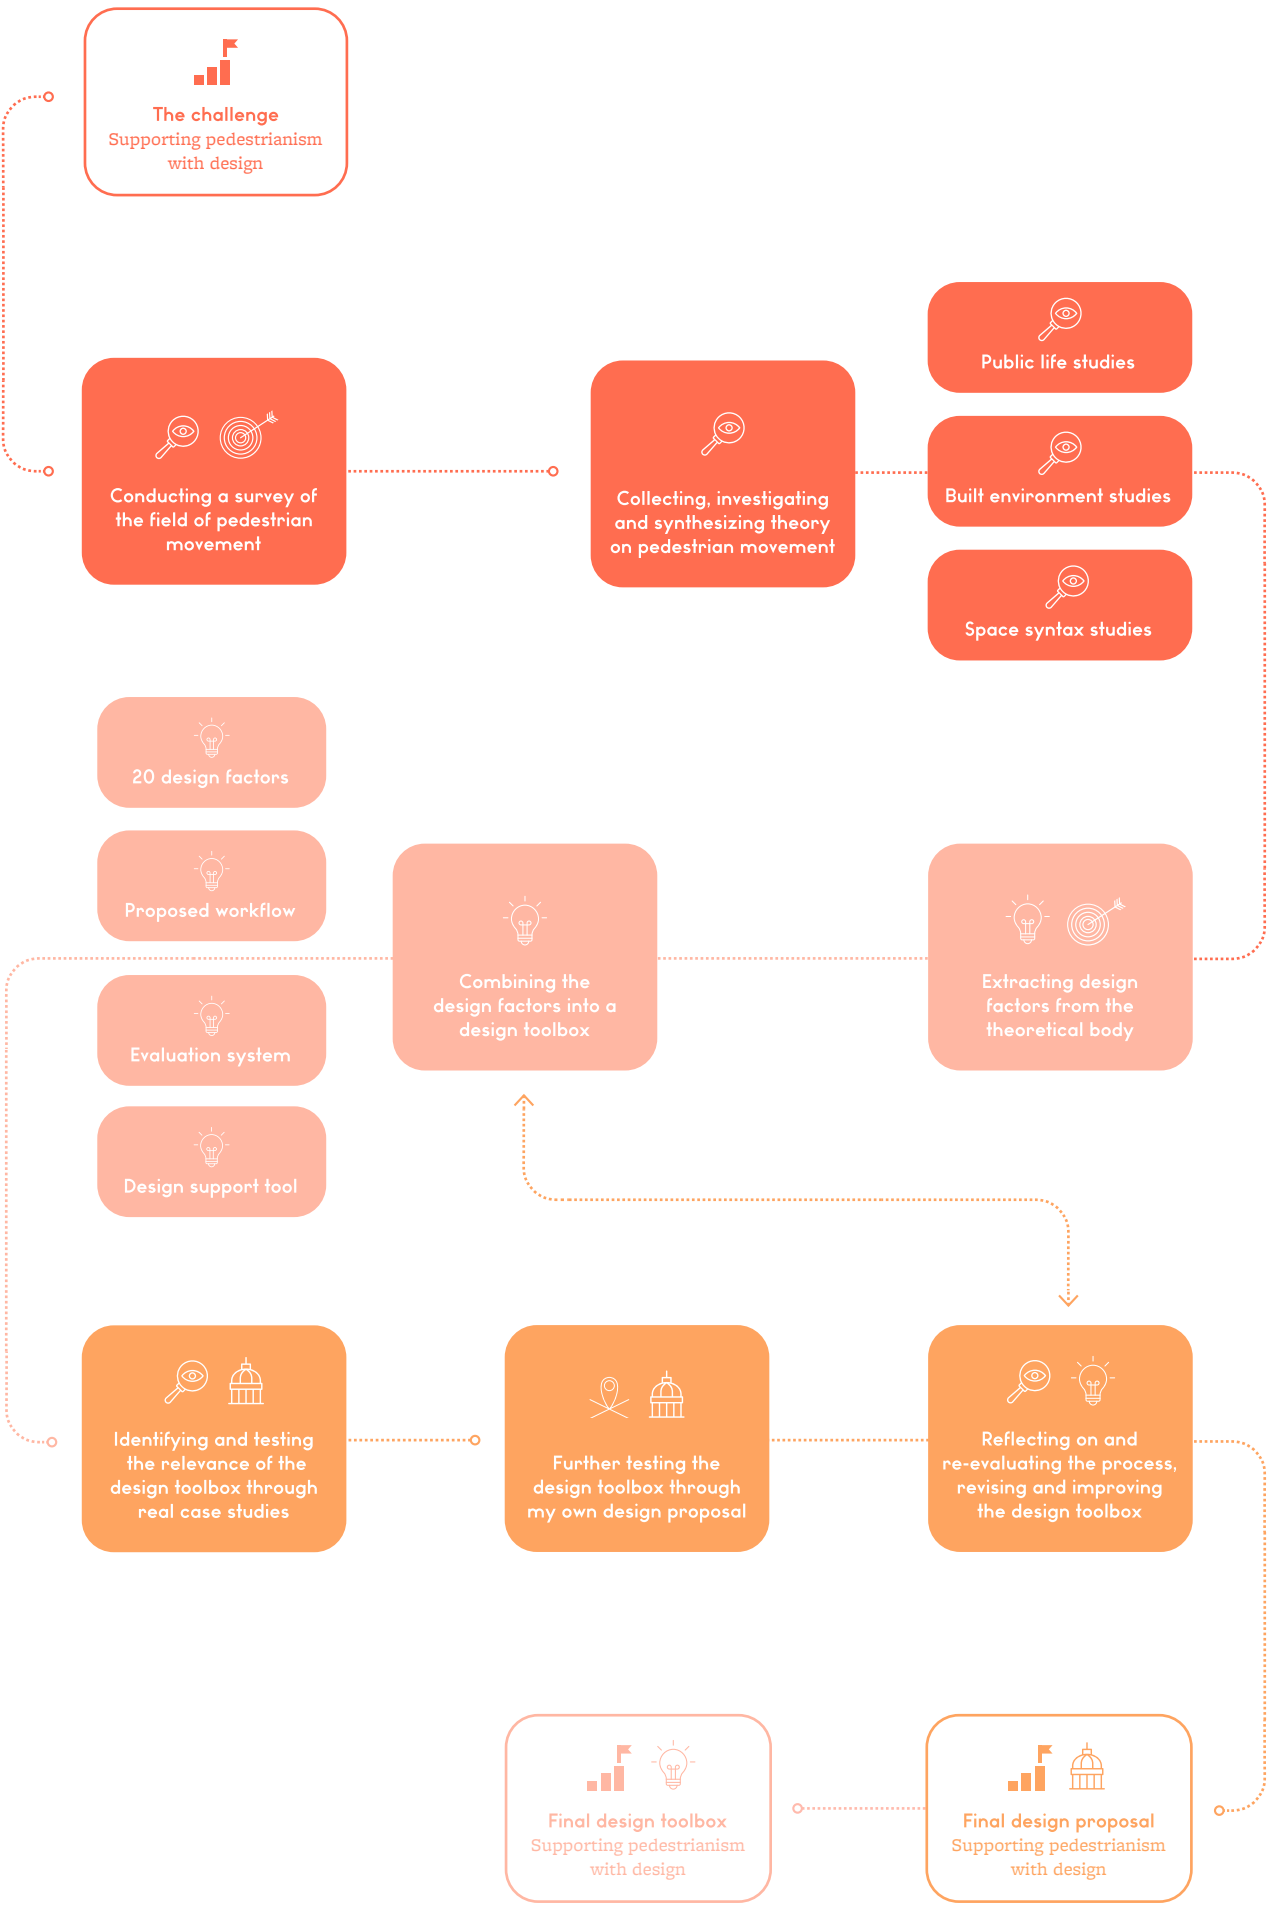 The challenge
Supporting pedestrianism
with design
Conducting a survey of
the field of pedestrian
movement
Collecting, investigating
and synthesizing theory
on pedestrian movement
Public life studies
Built environment studies
Space syntax studies
20 design factors
Proposed workflow
Evaluation system
Design support tool
Combining the
design factors into a
design toolbox
Extracting design
factors from the
theoretical body
Identifying and testing
the relevance of the
design toolbox through
real case studies
Further testing the
design toolbox through
my own design proposal
Reflecting on and
re-evaluating the process,
revising and improving
the design toolbox
Final design toolbox
Supporting pedestrianism
with design
Final design proposal
Supporting pedestrianism
with design